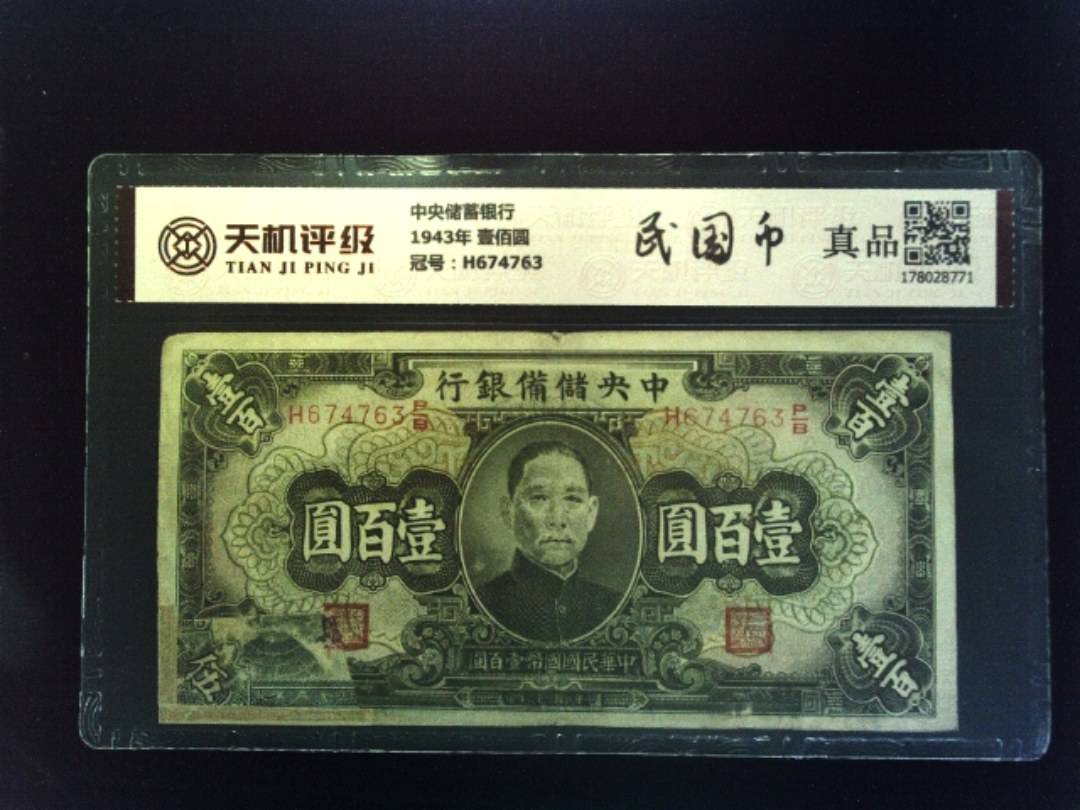 天机评级
TIAN JI PING JI
中央储蓄银行
1943年 壹佰圆
冠号：H674763
民国币
真品
178028771
行銀備儲央中
壹百
壹百
H674763 P/B
H674763 P/B
圓百壹
圓百壹
圓百壹幣國國民華中
伍
壹百